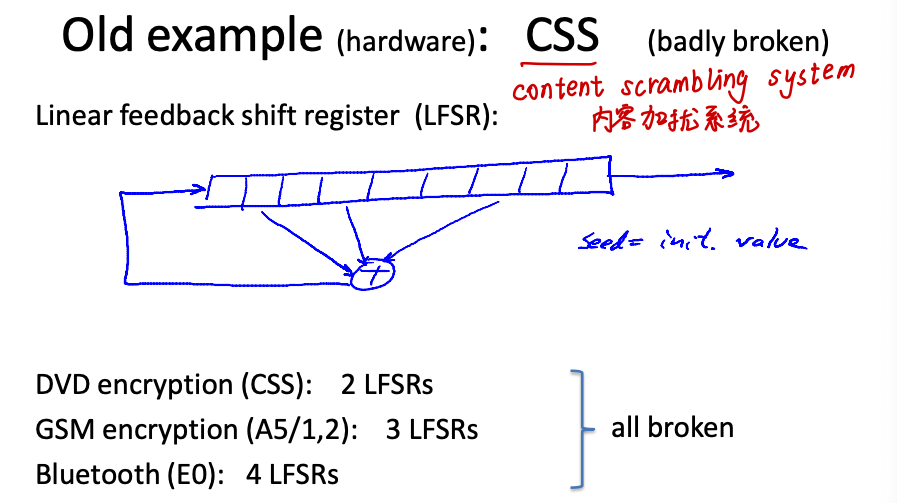 Old example (hardware): CSS (badly broken)
content scrambling system
Linear feedback shift register (LFSR):
内容加扰系统
seed= init. value
DVD encryption (CSS): 2 LFSRs
GSM encryption (A5/1,2): 3 LFSRs
all broken
Bluetooth (E0): 4 LFSRs